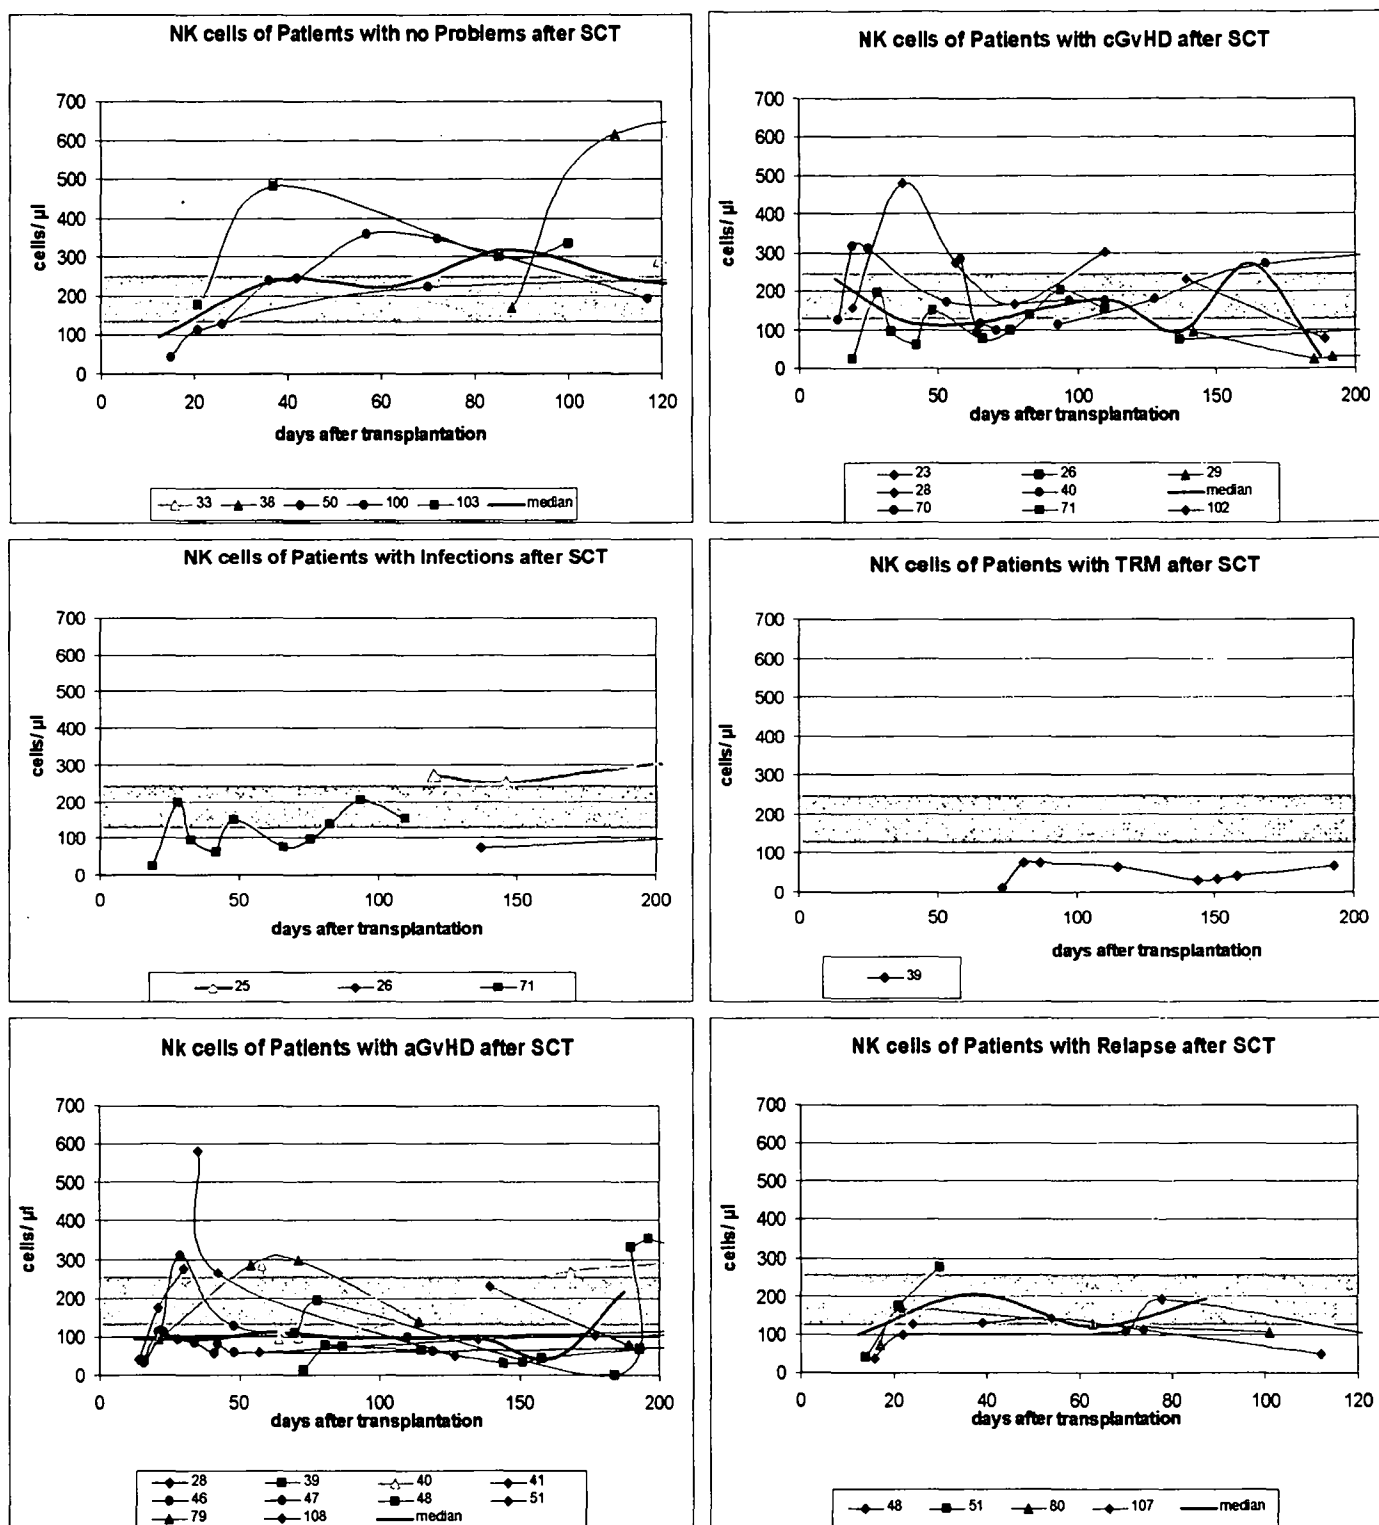 NK cells of Patients with no Problems after SCT
700
600
500
400
300
200
100
0
cells/ µl
0 20 40 60 80 100 120
days after transplantation
33 38 50 100 103 median
NK cells of Patients with cGvHD after SCT
700
600
500
400
300
200
100
0
cells/ µl
0 50 100 150 200
days after transplantation
23 26 29
28 40 median
70 71 102
NK cells of Patients with Infections after SCT
700
600
500
400
300
200
100
0
cells/ µl
0 50 100 150 200
days after transplantation
25 26 71
NK cells of Patients with TRM after SCT
700
600
500
400
300
200
100
0
cells/ µl
0 50 100 150 200
days after transplantation
39
Nk cells of Patients with aGvHD after SCT
700
600
500
400
300
200
100
0
cells/ µl
0 50 100 150 200
days after transplantation
28 39 40 41
46 47 48 51
79 108 median
NK cells of Patients with Relapse after SCT
700
600
500
400
300
200
100
0
cells/ µl
0 20 40 60 80 100 120
days after transplantation
48 51 80 107 median